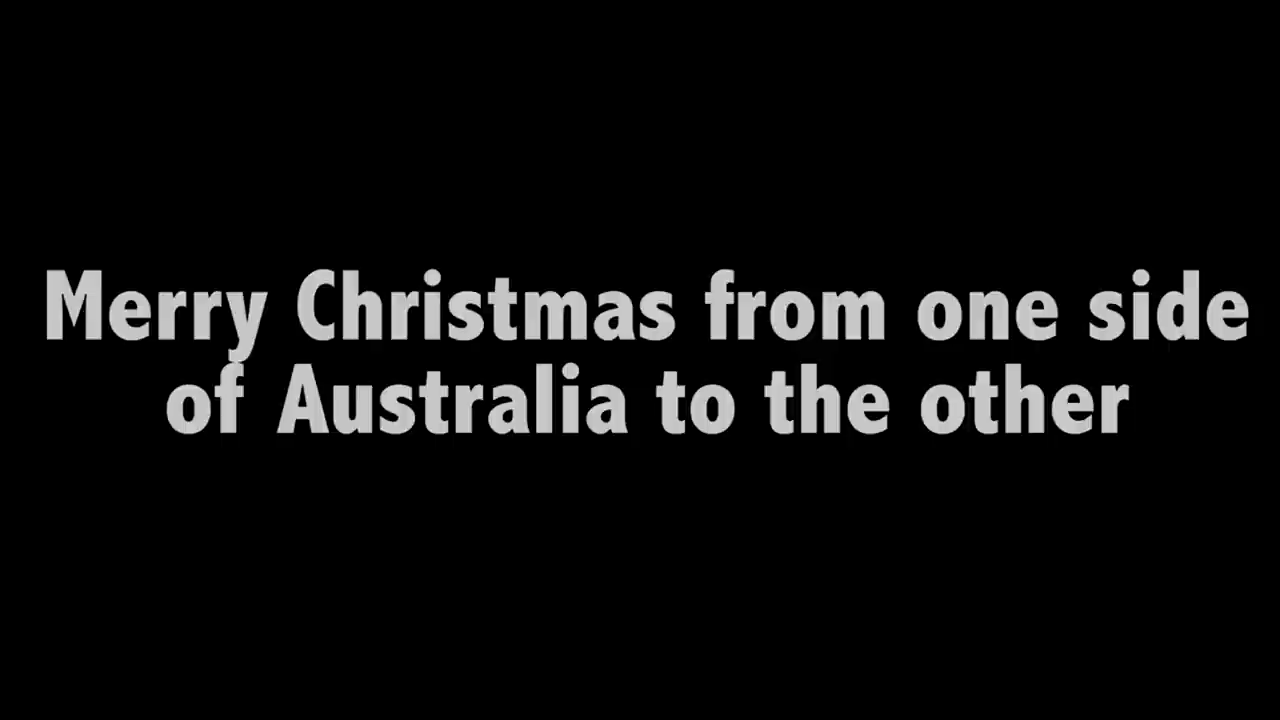 Merry Christmas from one side
of Australia to the other